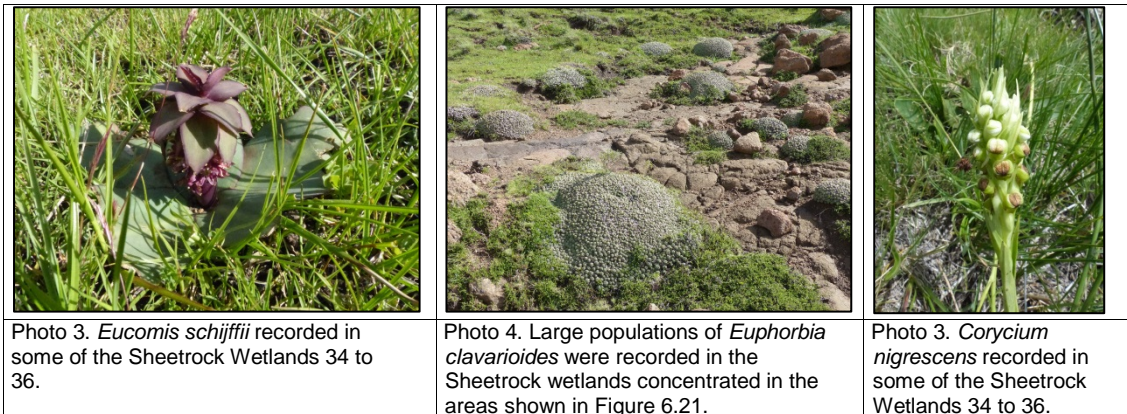 Photo 3. Eucomis schijffii recorded in
some of the Sheetrock Wetlands 34 to
36.
Photo 4. Large populations of Euphorbia
clavarioides were recorded in the
Sheetrock wetlands concentrated in the
areas shown in Figure 6.21.
Photo 3. Corycium
nigrescens recorded in
some of the Sheetrock
Wetlands 34 to 36.